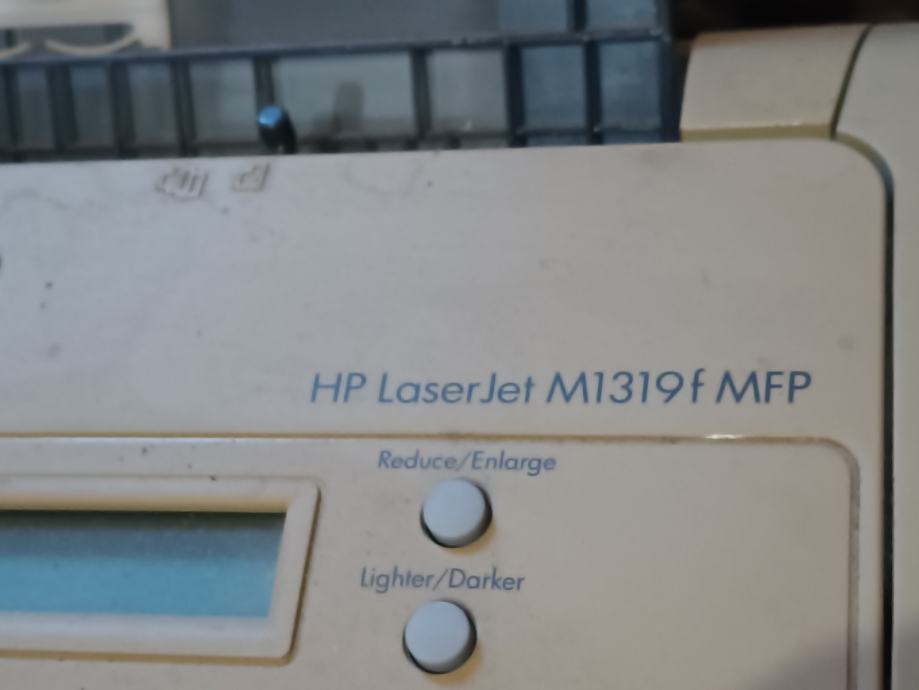 HP LaserJet M1319f MFP
Reduce/Enlarge
Lighter/Darker